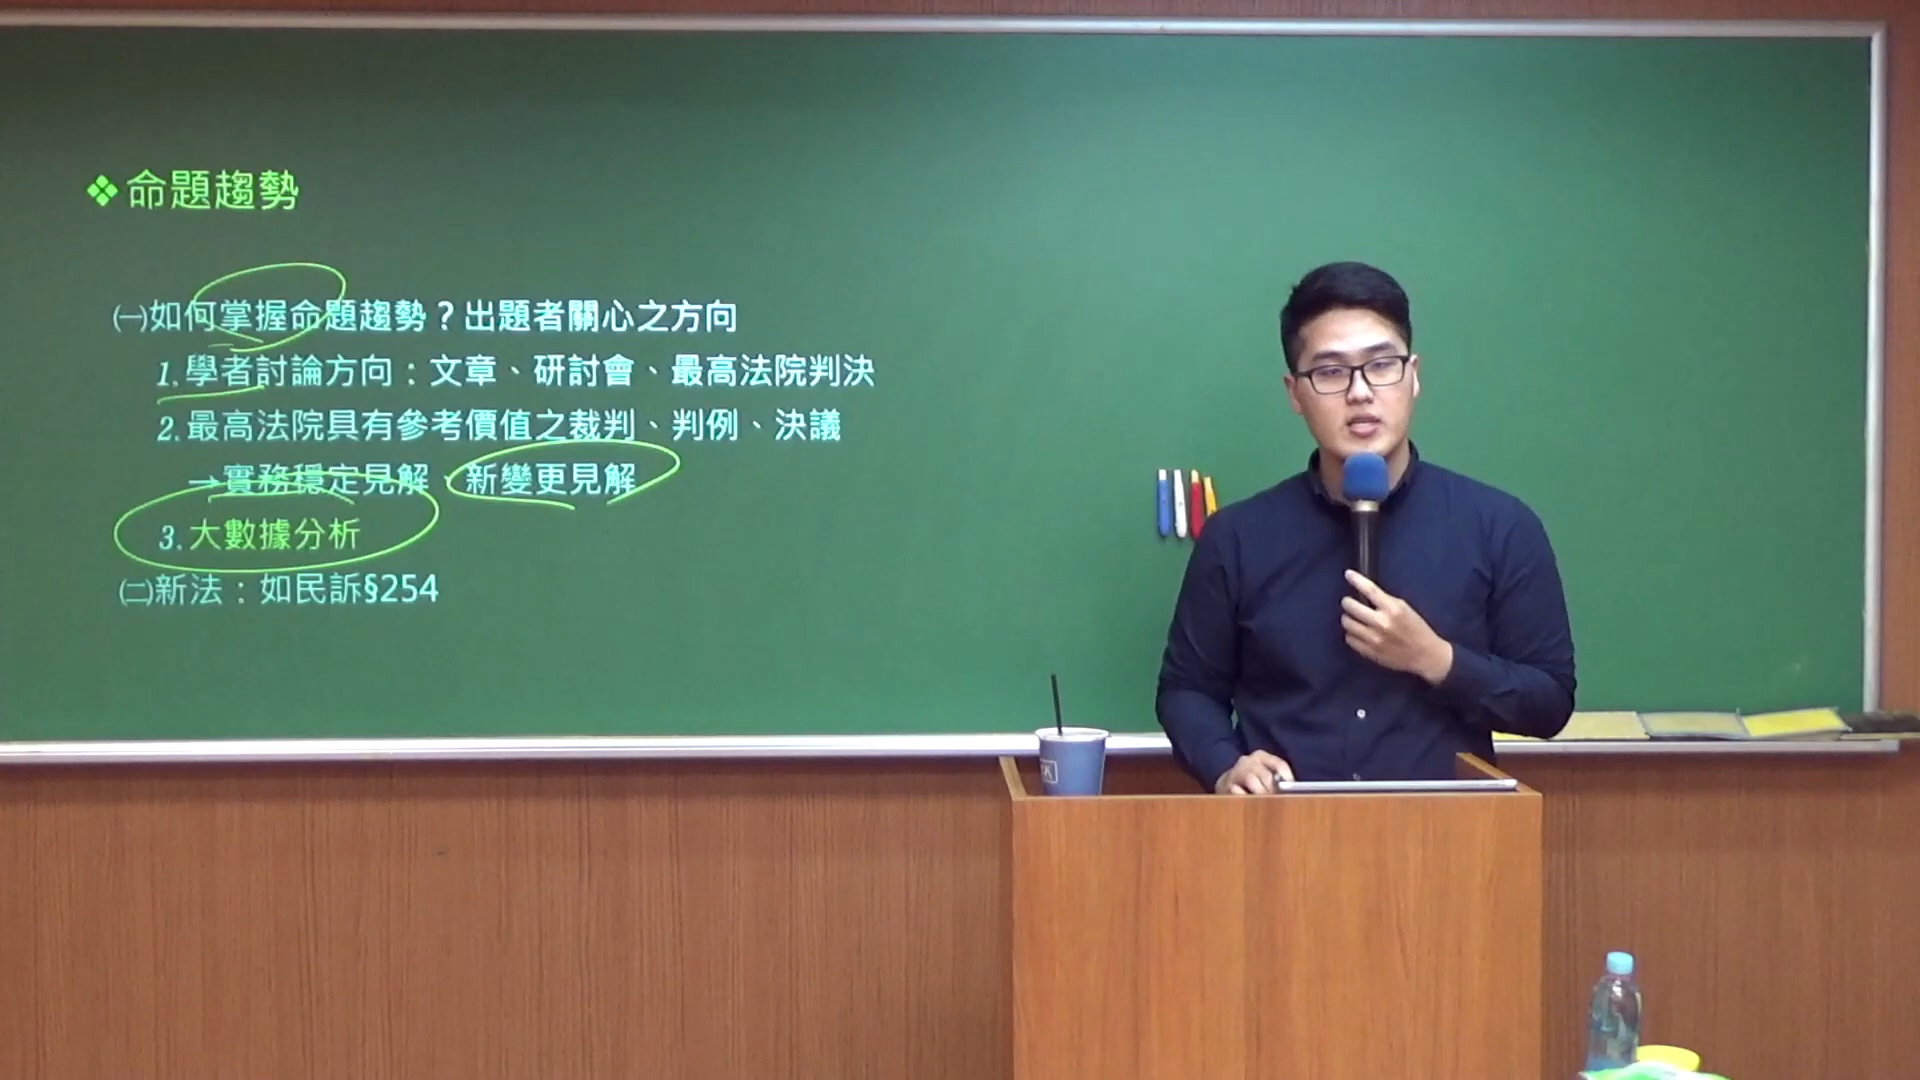 ❖命題趨勢
㈠如何掌握命題趨勢？出題者關心之方向
1.學者討論方向：文章、研討會、最高法院判決
2.最高法院具有參考價值之裁判、判例、決議
→實務穩定見解、新變更見解
3.大數據分析
㈡新法：如民訴§254